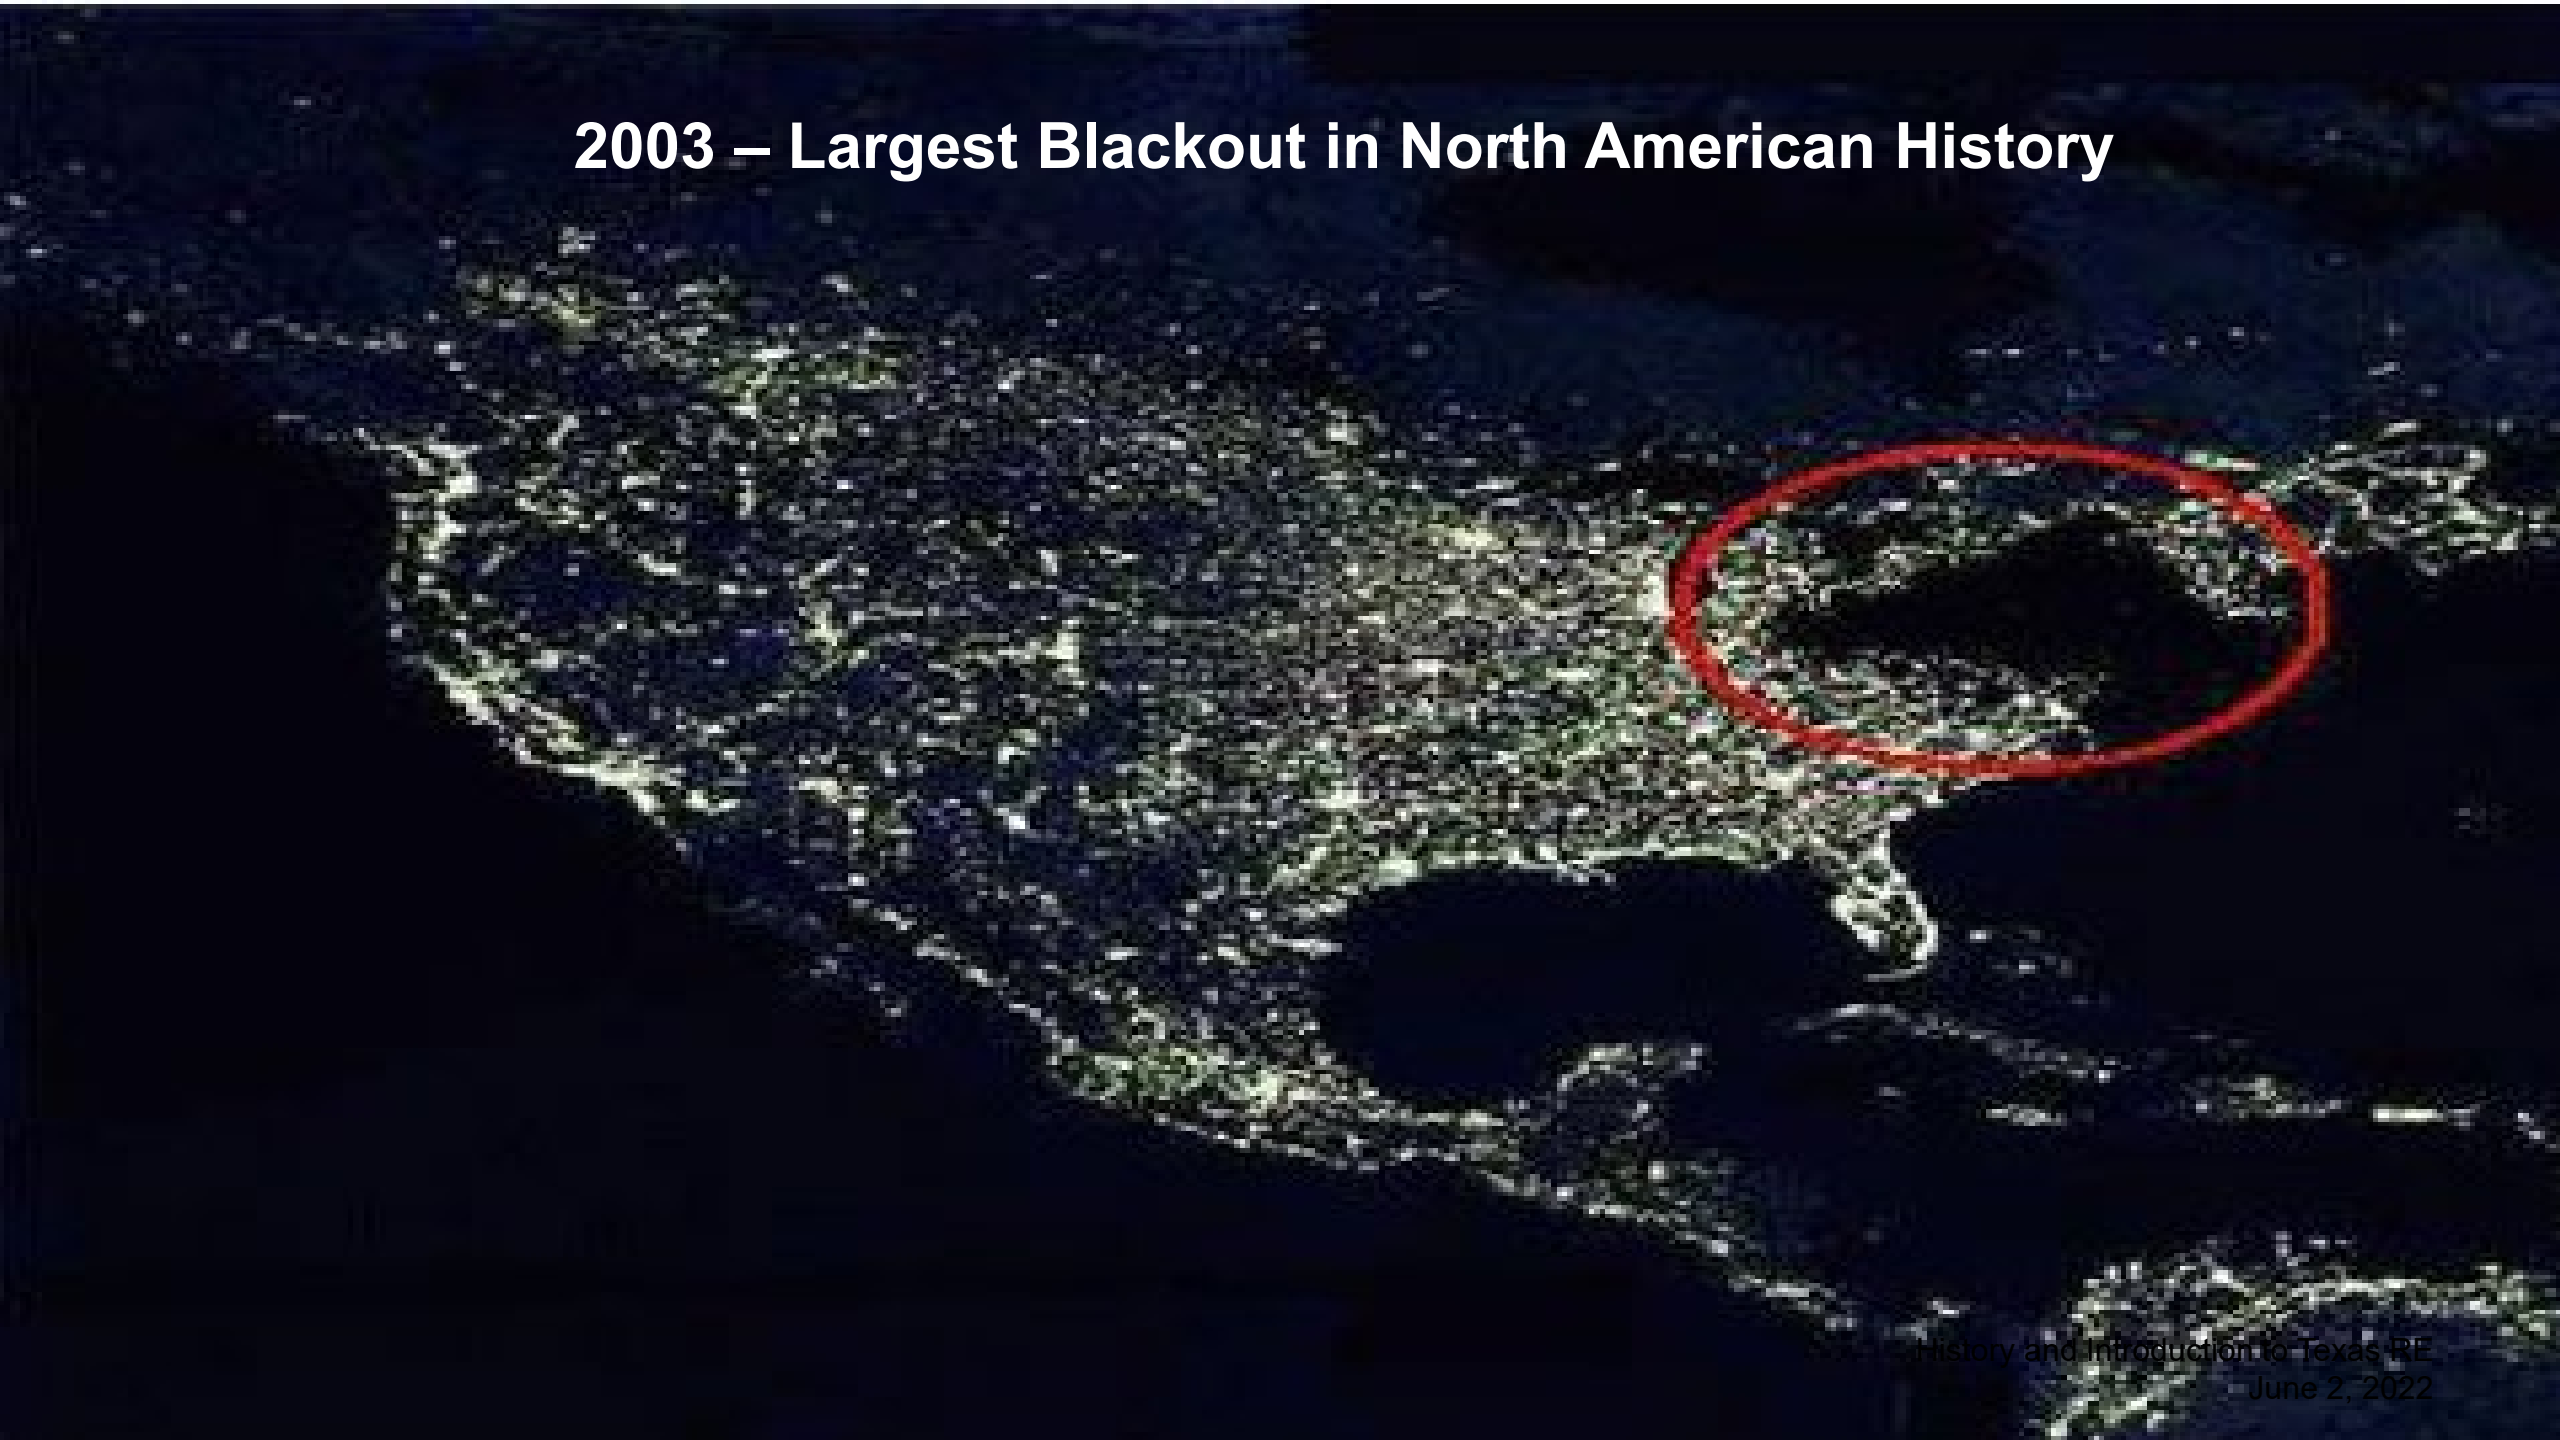 2003 – Largest Blackout in North American History
History and Introduction to Texas RE
June 2, 2022